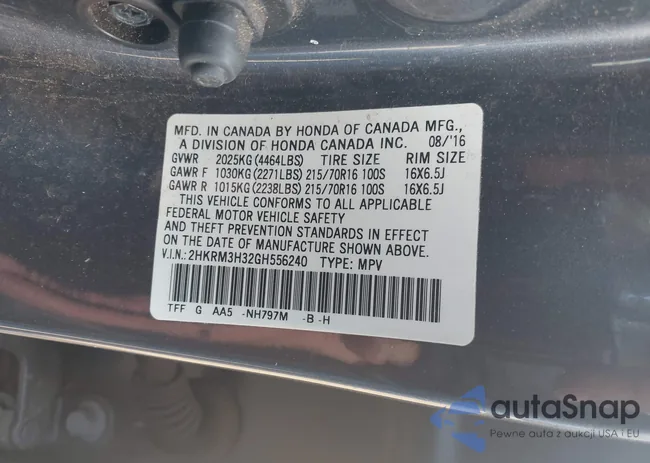 MFD. IN CANADA BY HONDA OF CANADA MFG.,
A DIVISION OF HONDA CANADA INC. 08/'16
GVWR 2025KG(4464LBS) TIRE SIZE RIM SIZE
GAWR F 1030KG(2271LBS)215/70R16 100S 16X6.5J
GAWR R 1015KG(2238LBS)215/70R16 100S 16X6.5J
THIS VEHICLE CONFORMS TO ALL APPLICABLE
FEDERAL MOTOR VEHICLE SAFETY
AND THEFT PREVENTION STANDARDS IN EFFECT
ON THE DATE OF MANUFACTURE SHOWN ABOVE.
V.I.N.: 2HKRM3H32GH556240 TYPE: MPV
TFF G AA5 -NH797M -B -H
autaSnap
Pewne auta z aukcji USA i EU